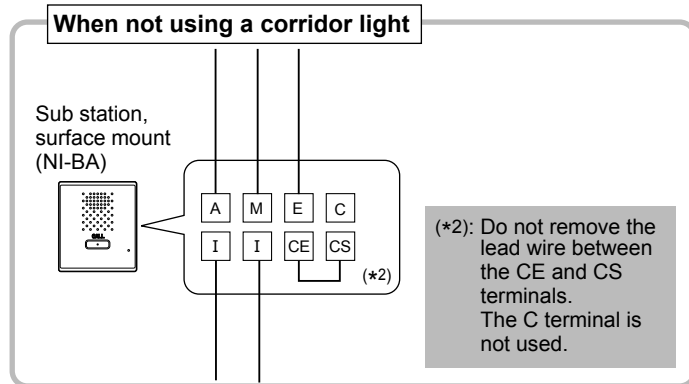 When not using a corridor light
Sub station,
surface mount
(NI-BA)
CALL
A M E C
I I CE CS
(*2)
(*2): Do not remove the
lead wire between
the CE and CS
terminals.
The C terminal is
not used.